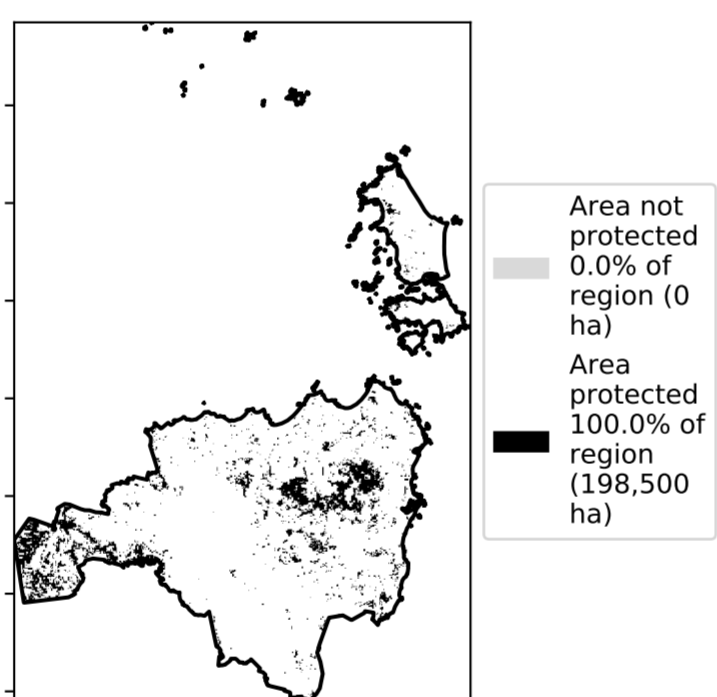 Area not
protected
0.0% of
region (0
ha)
Area
protected
100.0% of
region
(198,500
ha)